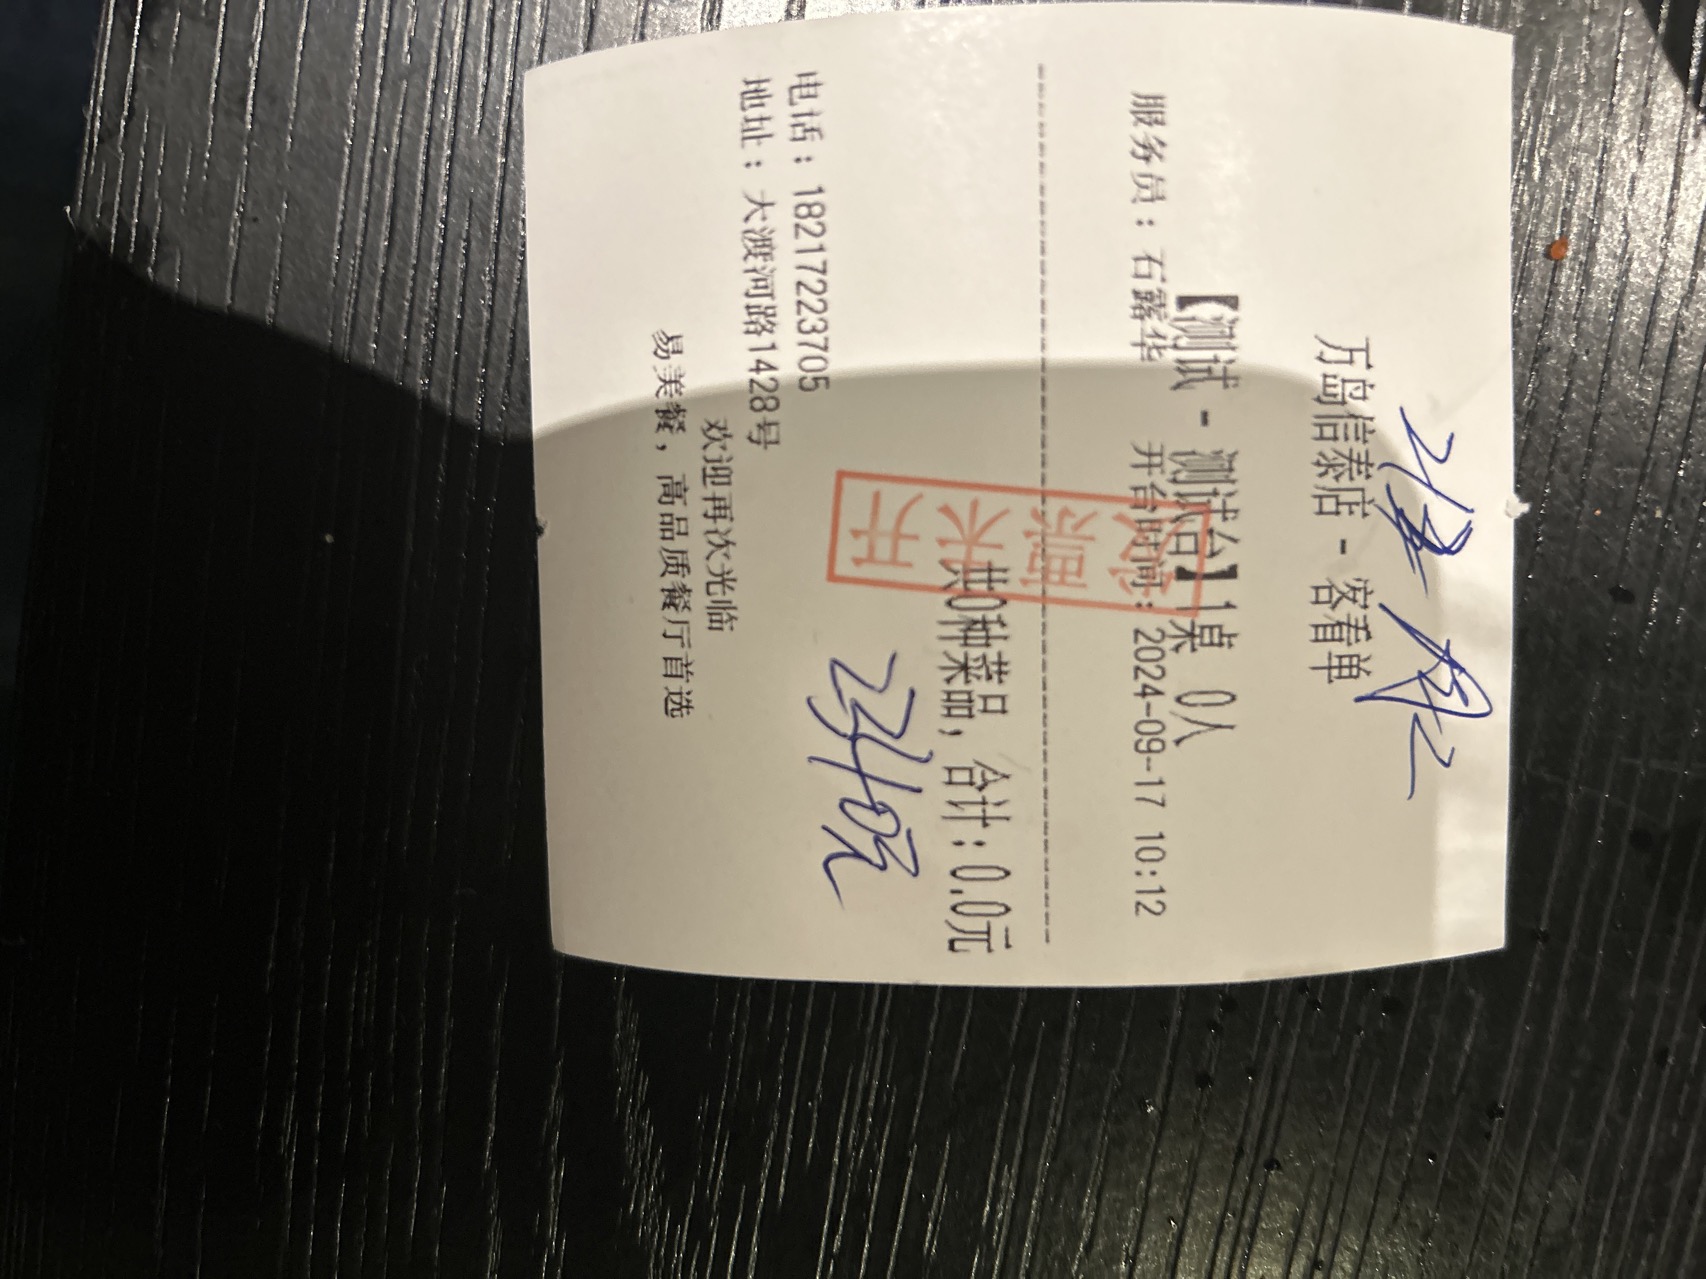 万岛信泰店 - 客看单
【测试 - 测试台】1桌 0人
服务员：石露华 开台时间：2024-09-17 10:12
共0种菜品，合计：0.0元
电话：18217223705
地址：大渡河路1428号
欢迎再次光临
易美餐，高品质餐厅首选